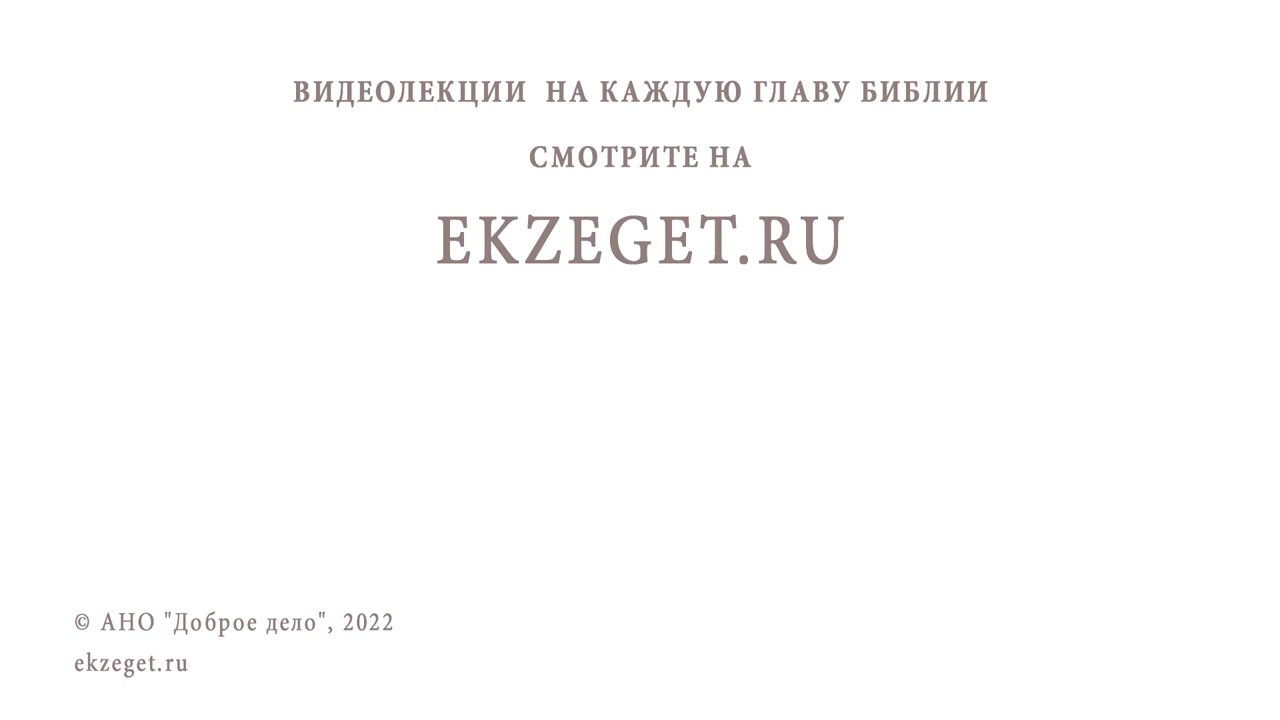 ВИДЕОЛЕКЦИИ НА КАЖДУЮ ГЛАВУ БИБЛИИ
СМОТРИТЕ НА
EKZEGET.RU
© АНО "Доброе дело", 2022
ekzeget.ru